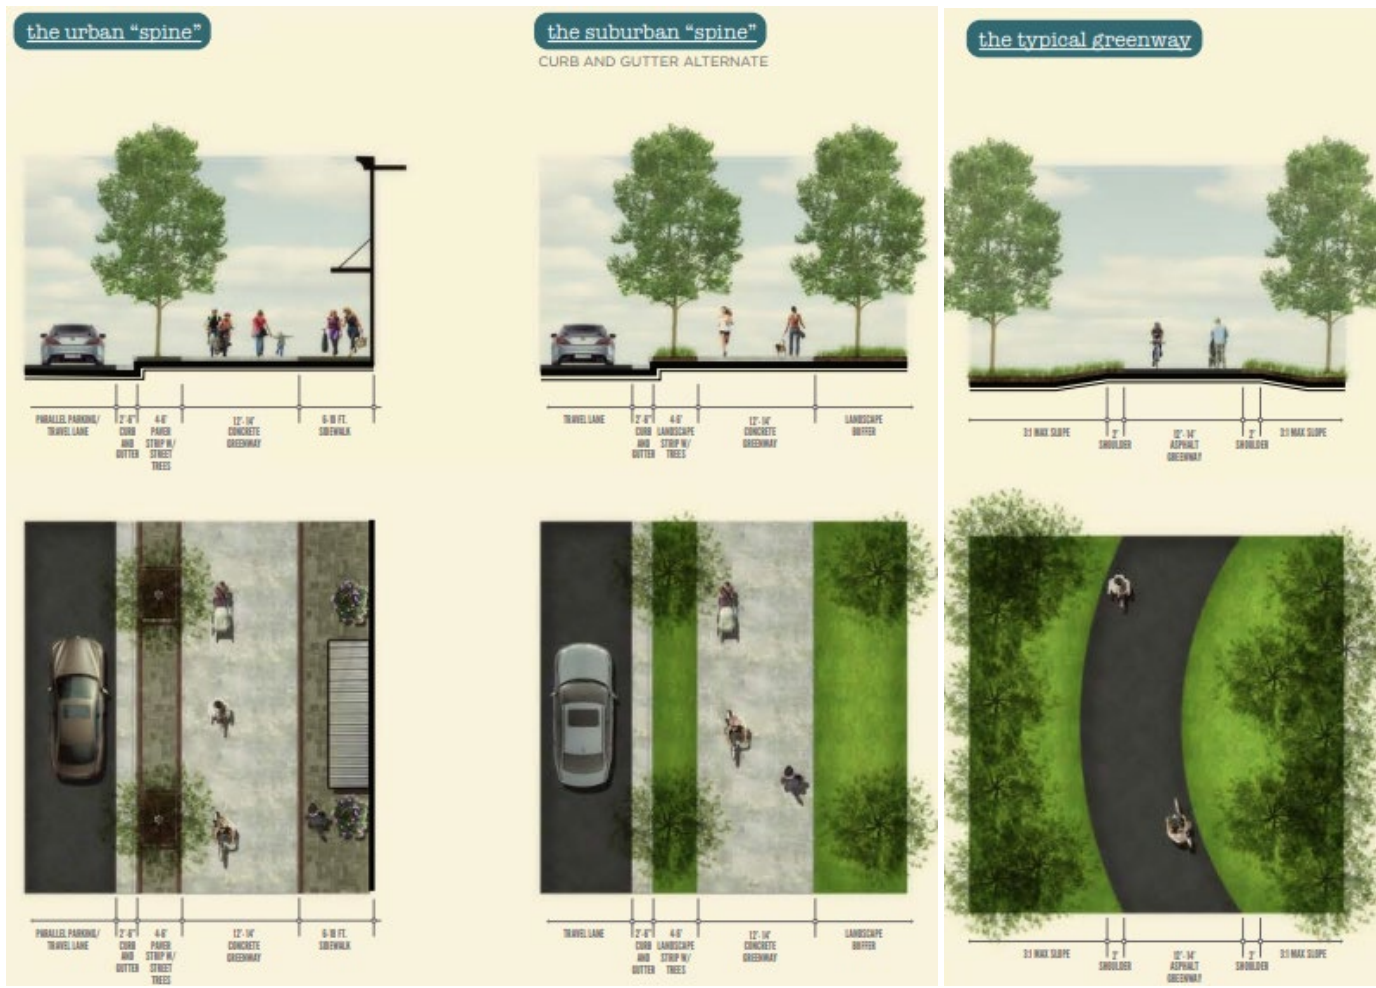 the urban “spine”
the suburban “spine”
CURB AND GUTTER ALTERNATE
the typical greenway
PARALLEL PARKING/
TRAVEL LANE
2'-6"
CURB
AND
GUTTER
4-6'
PAVER
STRIP W/
STREET
TREES
12'-14'
CONCRETE
GREENWAY
6-10 FT.
SIDEWALK
TRAVEL LANE
2'-6"
CURB
AND
GUTTER
4-6'
LANDSCAPE
STRIP W/
TREES
12'-14'
CONCRETE
GREENWAY
LANDSCAPE
BUFFER
3:1 MAX SLOPE
2'
SHOULDER
12'-14'
ASPHALT
GREENWAY
2'
SHOULDER
3:1 MAX SLOPE
PARALLEL PARKING/
TRAVEL LANE
2'-6"
CURB
AND
GUTTER
4-6'
PAVER
STRIP W/
STREET
TREES
12'-14'
CONCRETE
GREENWAY
6-10 FT.
SIDEWALK
TRAVEL LANE
2'-6"
CURB
AND
GUTTER
4-6'
LANDSCAPE
STRIP W/
TREES
12'-14'
CONCRETE
GREENWAY
LANDSCAPE
BUFFER
3:1 MAX SLOPE
2'
SHOULDER
12'-14'
ASPHALT
GREENWAY
2'
SHOULDER
3:1 MAX SLOPE